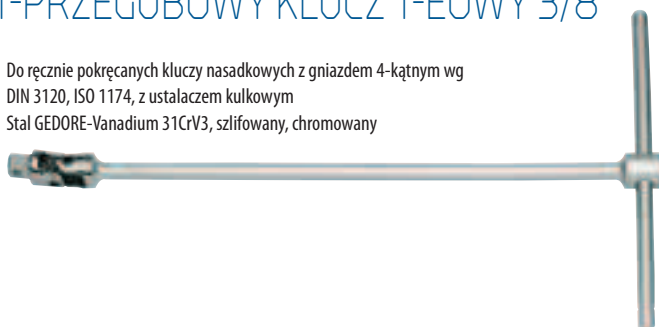 1-PRZEGUBOWY KLUCZ T-EOWY 3/8
Do ręcznie pokręcanych kluczy nasadkowych z gniazdem 4-kątnym wg
DIN 3120, ISO 1174, z ustalaczem kulkowym
Stal GEDORE-Vanadium 31CrV3, szlifowany, chromowany